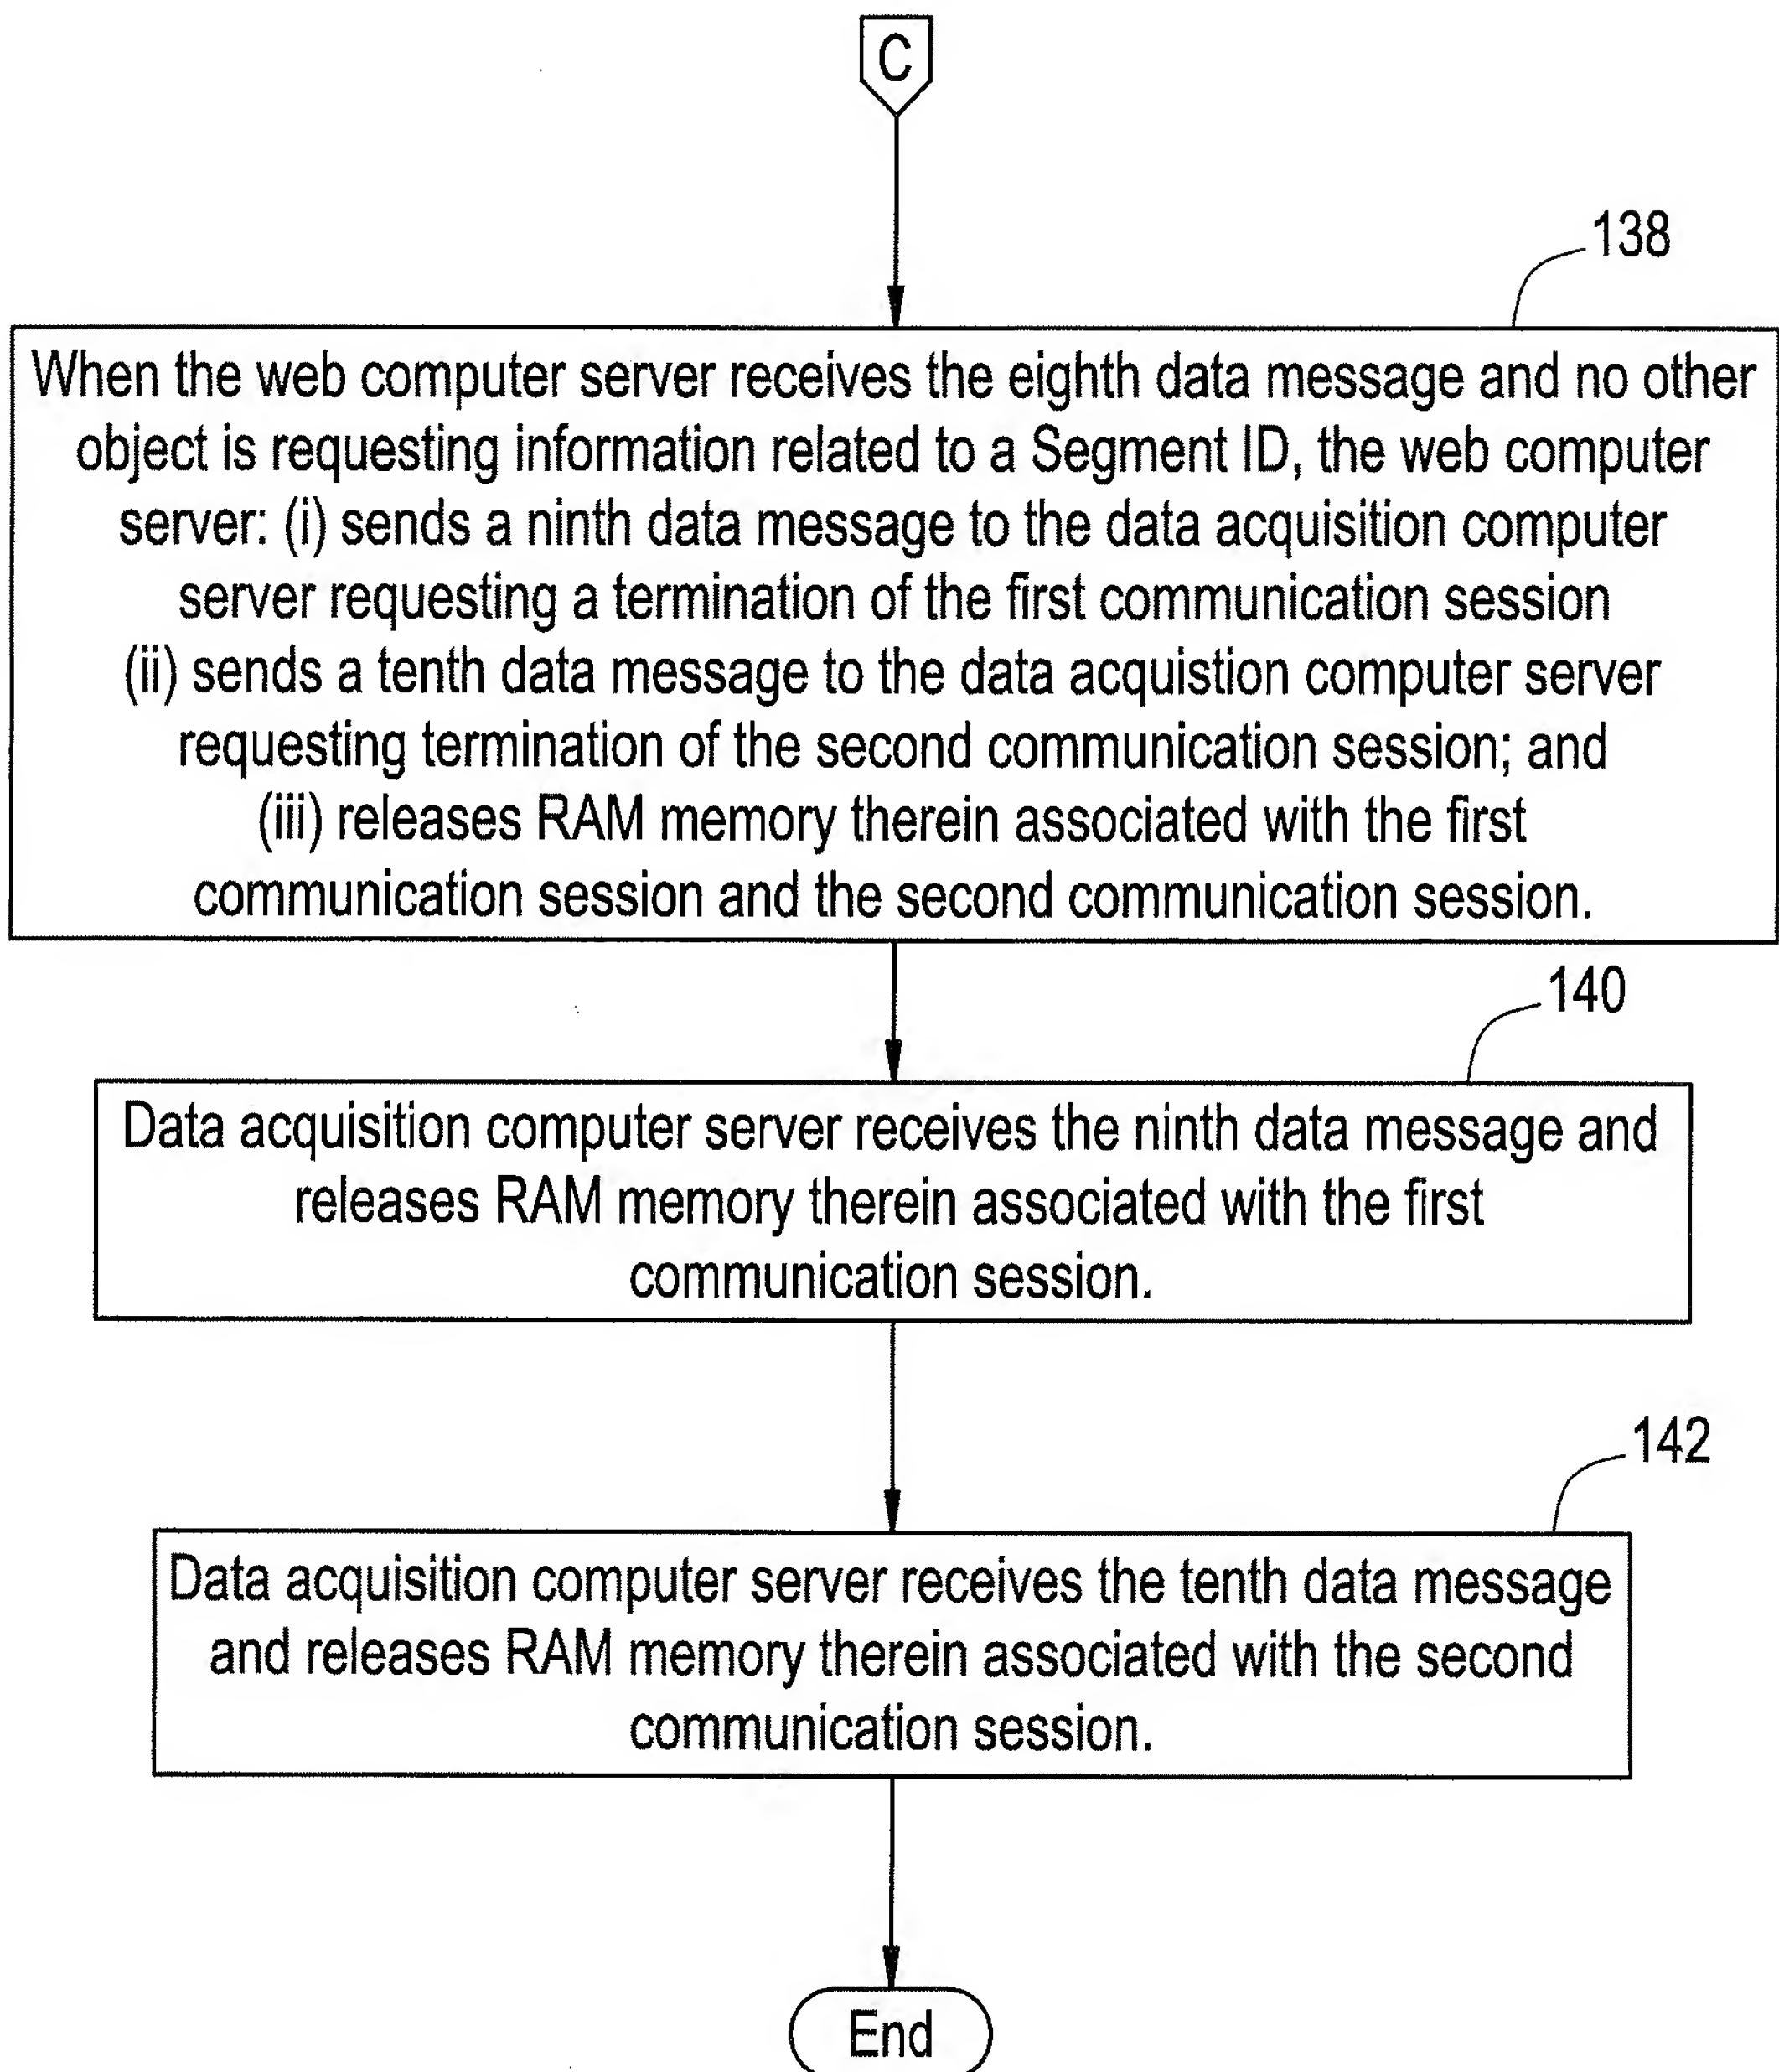 C
138
When the web computer server receives the eighth data message and no other
object is requesting information related to a Segment ID, the web computer
server: (i) sends a ninth data message to the data acquisition computer
server requesting a termination of the first communication session
(ii) sends a tenth data message to the data acquistion computer server
requesting termination of the second communication session; and
(iii) releases RAM memory therein associated with the first
communication session and the second communication session.
140
Data acquisition computer server receives the ninth data message and
releases RAM memory therein associated with the first
communication session.
142
Data acquisition computer server receives the tenth data message
and releases RAM memory therein associated with the second
communication session.
End